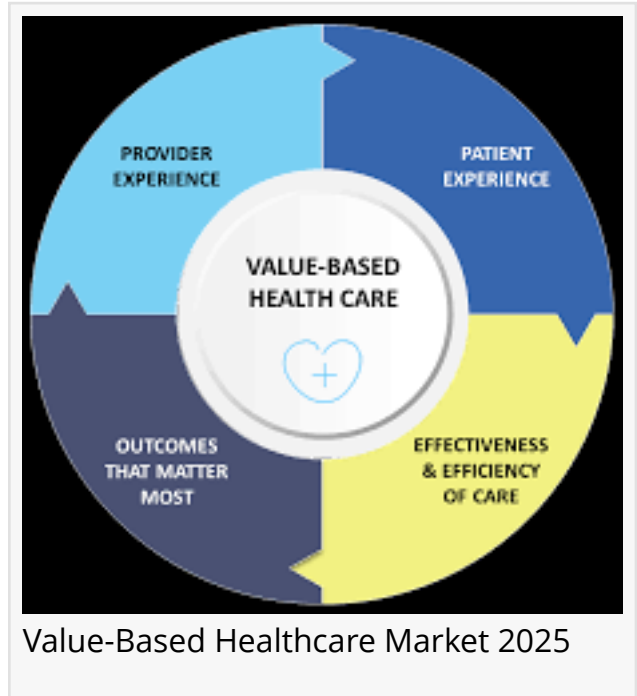 PROVIDER
EXPERIENCE
PATIENT
EXPERIENCE
VALUE-BASED
HEALTH CARE
OUTCOMES
THAT MATTER
MOST
EFFECTIVENESS
& EFFICIENCY
OF CARE
Value-Based Healthcare Market 2025